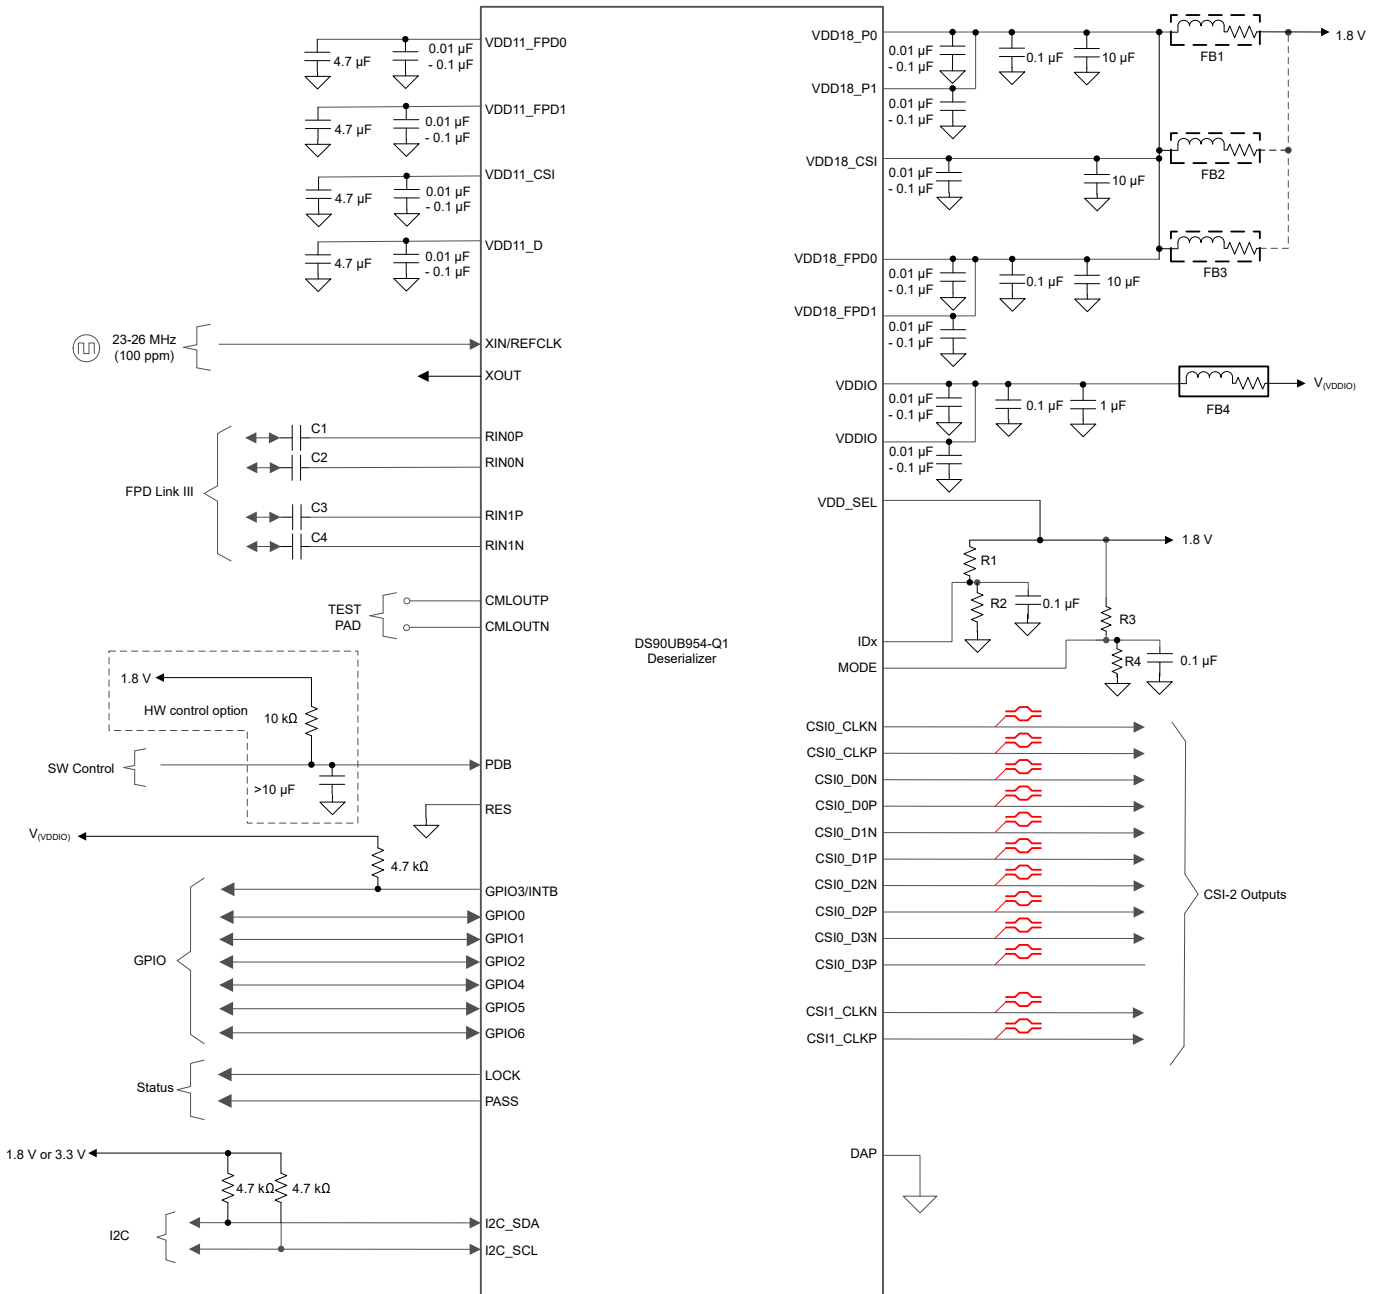 VDD11_FPD0
0.01 µF
- 0.1 µF
4.7 µF
VDD11_FPD1
0.01 µF
- 0.1 µF
4.7 µF
VDD11_CSI
0.01 µF
- 0.1 µF
4.7 µF
VDD11_D
0.01 µF
- 0.1 µF
4.7 µF
23-26 MHz
(100 ppm)
XIN/REFCLK
XOUT
FPD Link III
C1
RIN0P
C2
RIN0N
C3
RIN1P
C4
RIN1N
TEST
PAD
CMLOUTP
CMLOUTN
1.8 V
HW control option
10 kΩ
SW Control
>10 µF
PDB
RES
V(VDDIO)
4.7 kΩ
GPIO
GPIO3/INTB
GPIO0
GPIO1
GPIO2
GPIO4
GPIO5
GPIO6
Status
LOCK
PASS
1.8 V or 3.3 V
4.7 kΩ
4.7 kΩ
I2C
I2C_SDA
I2C_SCL
DS90UB954-Q1
Deserializer
VDD18_P0
0.01 µF
- 0.1 µF
0.1 µF
10 µF
FB1
1.8 V
VDD18_P1
0.01 µF
- 0.1 µF
VDD18_CSI
0.01 µF
- 0.1 µF
10 µF
FB2
VDD18_FPD0
0.01 µF
- 0.1 µF
0.1 µF
10 µF
FB3
VDD18_FPD1
0.01 µF
- 0.1 µF
VDDIO
0.01 µF
- 0.1 µF
0.1 µF
1 µF
FB4
V(VDDIO)
VDDIO
0.01 µF
- 0.1 µF
VDD_SEL
1.8 V
R1
R2
0.1 µF
IDx
R3
R4
0.1 µF
MODE
CSI0_CLKN
CSI0_CLKP
CSI0_D0N
CSI0_D0P
CSI0_D1N
CSI0_D1P
CSI0_D2N
CSI0_D2P
CSI0_D3N
CSI0_D3P
CSI1_CLKN
CSI1_CLKP
CSI-2 Outputs
DAP